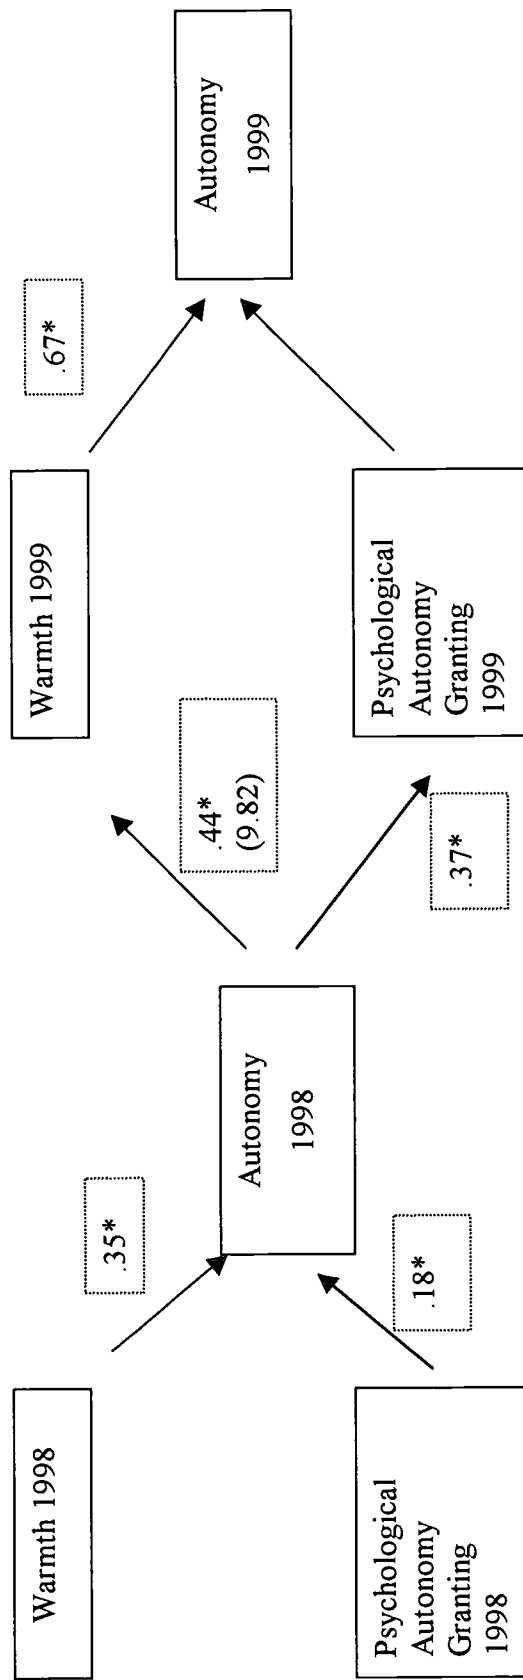 Warmth 1998
.35*
Psychological
Autonomy
Granting
1998
.18*
Autonomy
1998
.44*
(9.82)
.37*
Warmth 1999
Psychological
Autonomy
Granting
1999
.67*
Autonomy
1999